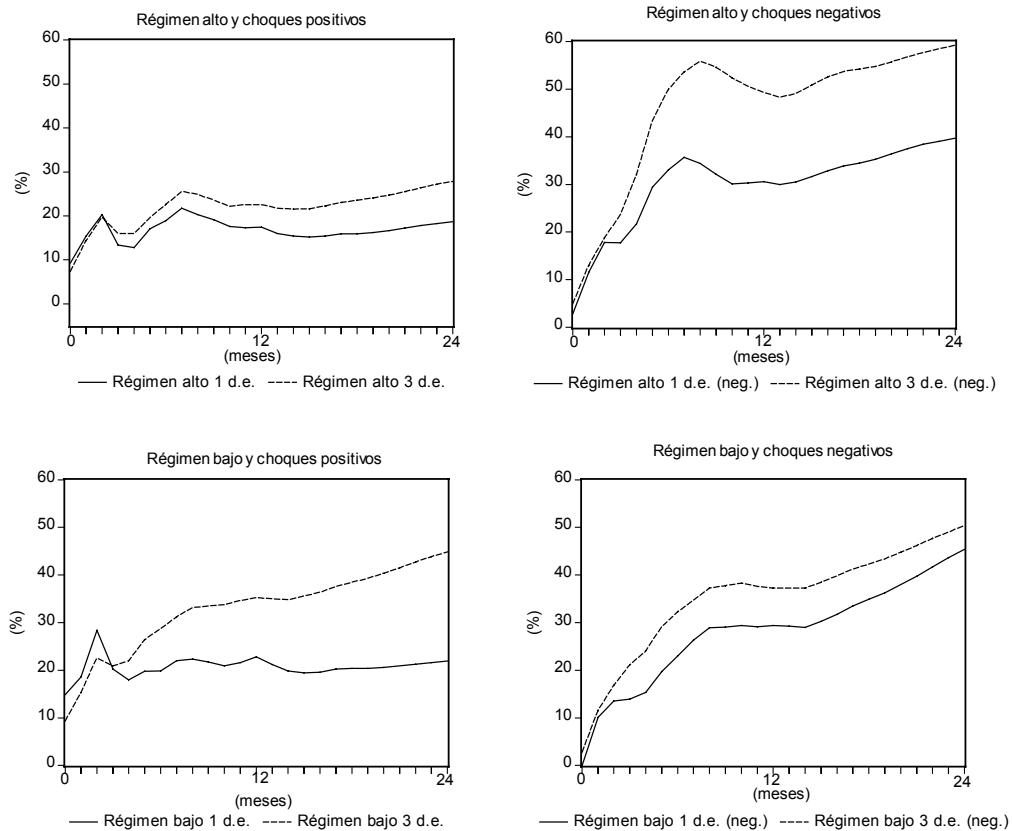 Régimen alto y choques positivos
60
50
40
30
20
10
0
(%)
0
12
24
(meses)
Régimen alto 1 d.e.
Régimen alto 3 d.e.
Régimen alto y choques negativos
60
50
40
30
20
10
0
(%)
0
12
24
(meses)
Régimen alto 1 d.e. (neg.)
Régimen alto 3 d.e. (neg.)
Régimen bajo y choques positivos
60
50
40
30
20
10
0
(%)
0
12
24
(meses)
Régimen bajo 1 d.e.
Régimen bajo 3 d.e.
Régimen bajo y choques negativos
60
50
40
30
20
10
0
(%)
0
12
24
(meses)
Régimen bajo 1 d.e. (neg)
Régimen bajo 3 d.e. (neg.)